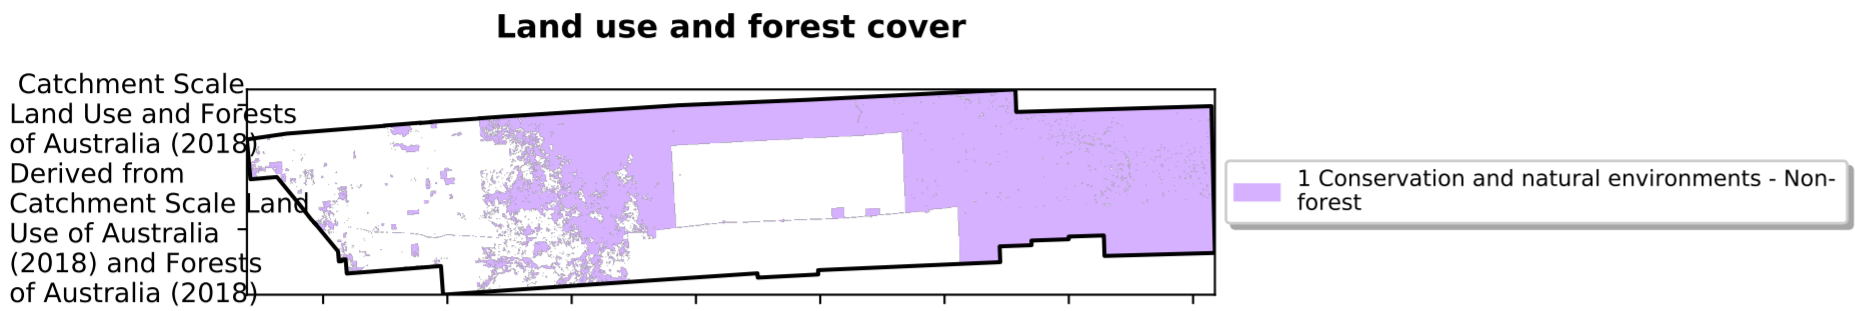 Land use and forest cover
Catchment Scale
Land Use and Forests
of Australia (2018)
Derived from
Catchment Scale Land
Use of Australia
(2018) and Forests
of Australia (2018)
1 Conservation and natural environments - Non-
forest